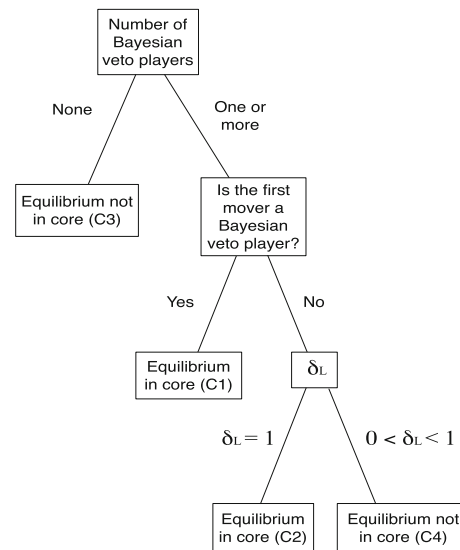 Number of
Bayesian
veto players
None
One or
more
Equilibrium not
in core (C3)
Is the first
mover a
Bayesian
veto player?
Yes
No
Equilibrium
in core (C1)
δL
δL = 1
0 < δL < 1
Equilibrium
in core (C2)
Equilibrium not
in core (C4)